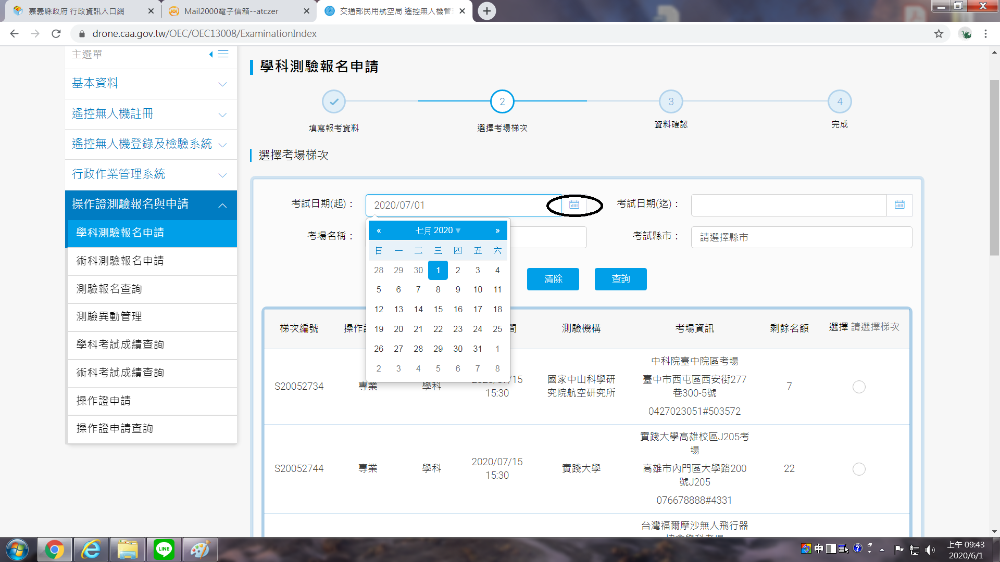 嘉義縣政府 行政資訊入口網
Mail2000電子信箱--atczer
交通部民用航空局 遙控無人機管
drone.caa.gov.tw/OEC/OEC13008/ExaminationIndex
主選單
基本資料
遙控無人機註冊
遙控無人機登錄及檢驗系統
行政作業管理系統
操作證測驗報名與申請
學科測驗報名申請
術科測驗報名申請
測驗報名查詢
測驗異動管理
學科考試成績查詢
術科考試成績查詢
操作證申請
操作證申請查詢
學科測驗報名申請
2 3 4
填寫報考資料 選擇考場梯次 資料確認 完成
選擇考場梯次
考試日期(起)： 2020/07/01 考試日期(迄)：
考場名稱： 考試縣市： 請選擇縣市
« 七月 2020 ▼ »
日 一 二 三 四 五 六
28 29 30 1 2 3 4
5 6 7 8 9 10 11
12 13 14 15 16 17 18
19 20 21 22 23 24 25
26 27 28 29 30 31 1
2 3 4 5 6 7 8
清除 查詢
梯次編號 操作 間 測驗機構 考場資訊 剩餘名額 選擇 請選擇梯次
中科院臺中院區考場
S20052734 專業 學科 2020/07/15 國家中山科學研 臺中市西屯區西安街277 7
15:30 究院航空研究所 巷300-5號
0427023051#503572
實踐大學高雄校區J205考
場
S20052744 專業 學科 2020/07/15 實踐大學 高雄市內門區大學路200 22
15:30 號J205
076678888#4331
台灣福爾摩沙無人飛行器
LINE
中
上午 09:43
2020/6/1